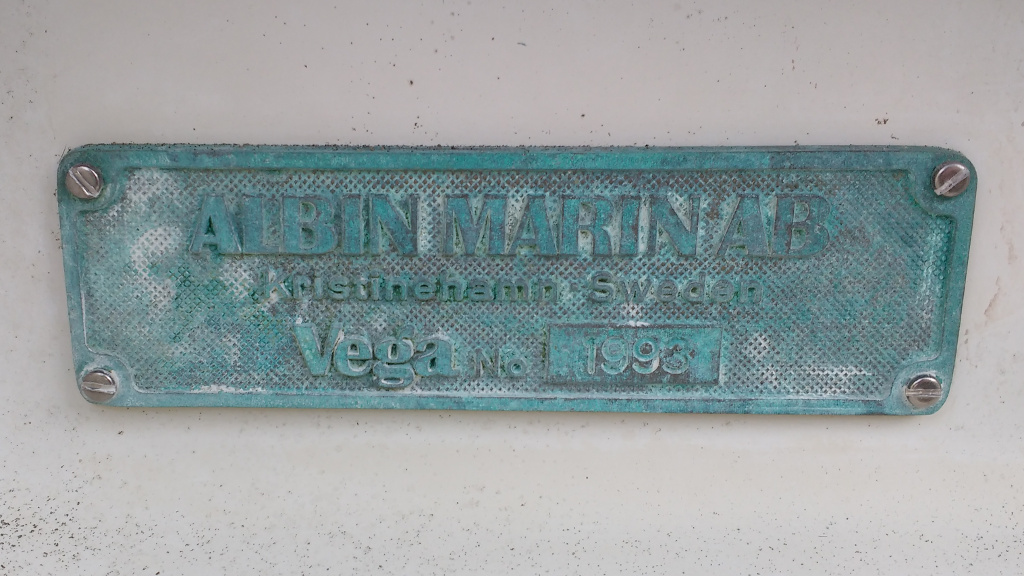 ALBIN MARIN AB
Kristinehamn Sweden
Vega No 1993